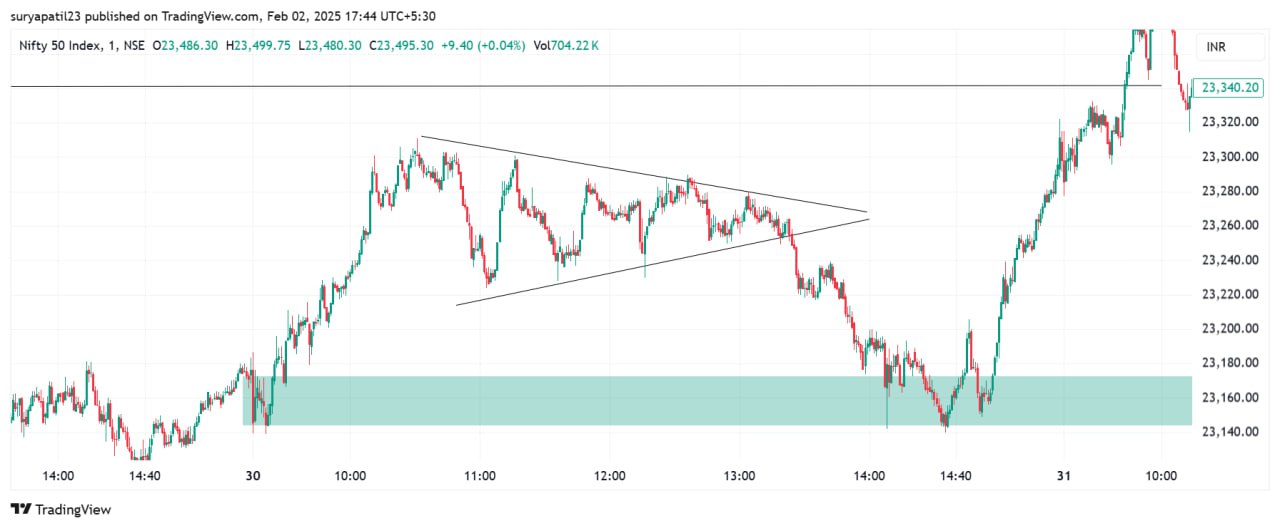 suryapatil23 published on TradingView.com, Feb 02, 2025 17:44 UTC+5:30
Nifty 50 Index, 1, NSE O23,486.30 H23,499.75 L23,480.30 C23,495.30 +9.40 (+0.04%) Vol704.22 K
INR
23,340.20
23,320.00
23,300.00
23,280.00
23,260.00
23,240.00
23,220.00
23,200.00
23,180.00
23,160.00
23,140.00
14:00 14:40 30 10:00 11:00 12:00 13:00 14:00 14:40 31 10:00
TradingView